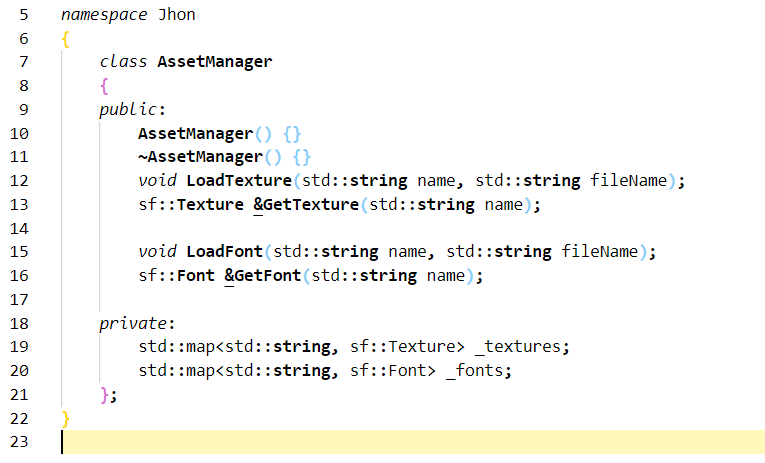 5 namespace Jhon
6 {
7 class AssetManager
8 {
9 public:
10 AssetManager() {}
11 ~AssetManager() {}
12 void LoadTexture(std::string name, std::string fileName);
13 sf::Texture &GetTexture(std::string name);
14
15 void LoadFont(std::string name, std::string fileName);
16 sf::Font &GetFont(std::string name);
17
18 private:
19 std::map<std::string, sf::Texture> _textures;
20 std::map<std::string, sf::Font> _fonts;
21 };
22 }
23